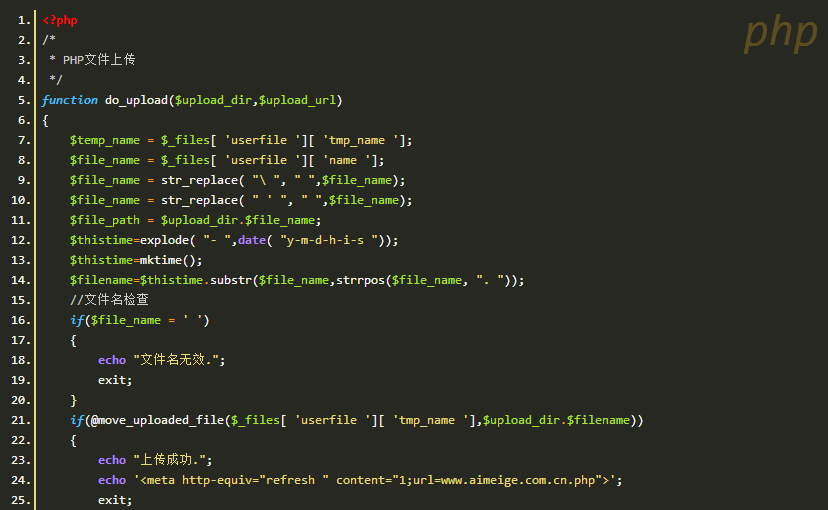 php
1. <?php
2. /*
3.  * PHP文件上传
4.  */
5. function do_upload($upload_dir,$upload_url)
6. {
7.     $temp_name = $_files[ 'userfile '][ 'tmp_name '];
8.     $file_name = $_files[ 'userfile '][ 'name '];
9.     $file_name = str_replace( "\ ", " ",$file_name);
10.     $file_name = str_replace( " ' ", " ",$file_name);
11.     $file_path = $upload_dir.$file_name;
12.     $thistime=explode( "- ",date( "y-m-d-h-i-s "));
13.     $thistime=mktime();
14.     $filename=$thistime.substr($file_name,strrpos($file_name, ". "));
15.     //文件名检查
16.     if($file_name = ' ')
17.     {
18.         echo "文件名无效.";
19.         exit;
20.     }
21.     if(@move_uploaded_file($_files[ 'userfile '][ 'tmp_name '],$upload_dir.$filename))
22.     {
23.         echo "上传成功.";
24.         echo '<meta http-equiv="refresh " content="1;url=www.aimeige.com.cn.php">';
25.         exit;